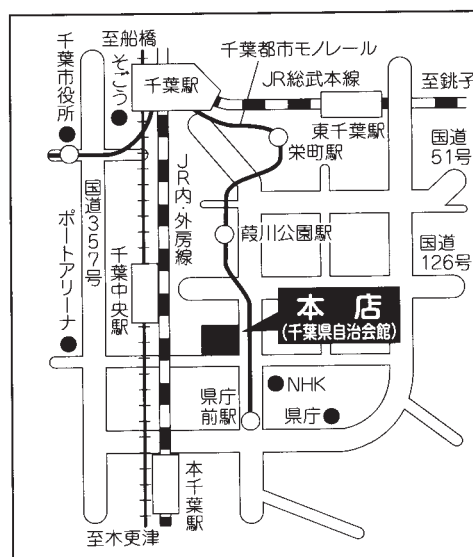 至船橋
千葉都市モノレール
千葉市役所
そごう
千葉駅
JR総武本線
至銚子
東千葉駅
栄町駅
国道51号
国道357号
JR内・外房線
葭川公園駅
国道126号
ポートアリーナ
千葉中央駅
本店
(千葉県自治会館)
県庁前駅
NHK
県庁
本千葉駅
至木更津